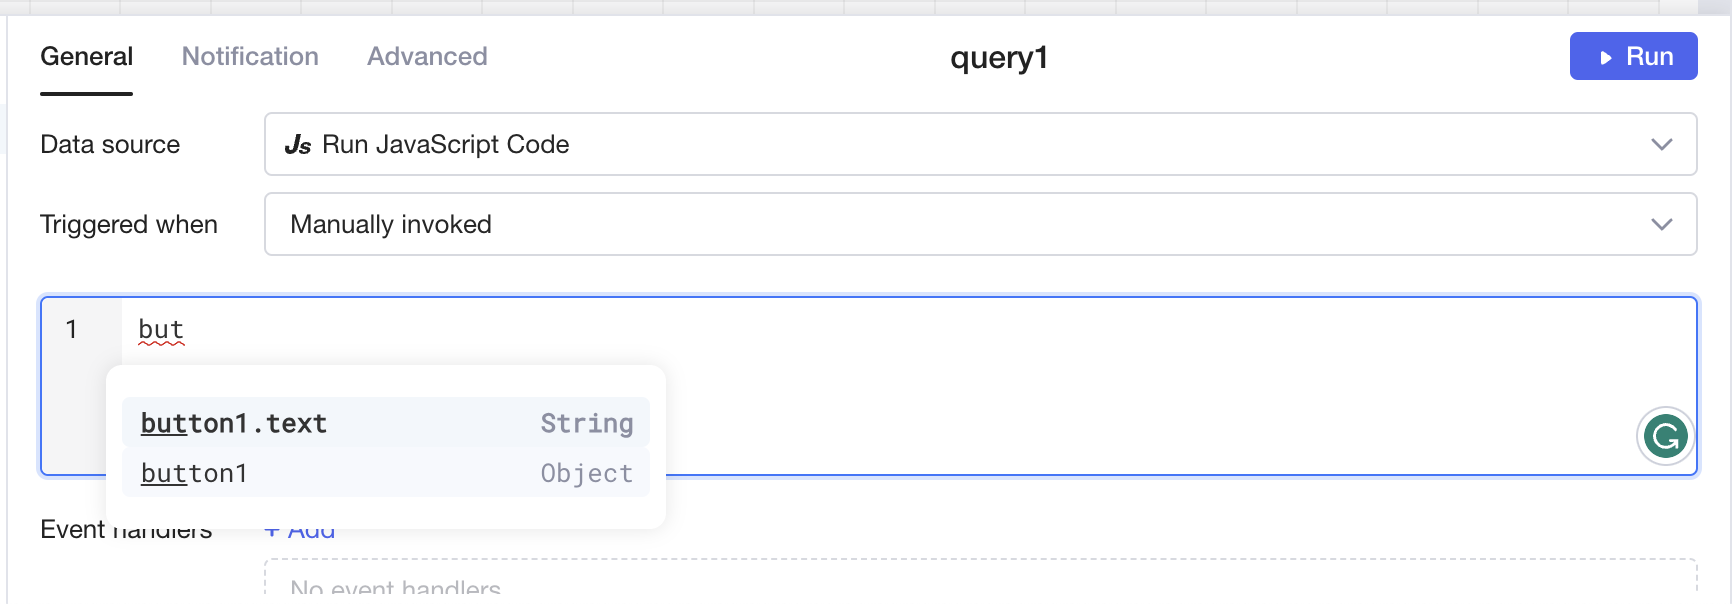 General Notification Advanced query1 Run
Data source Js Run JavaScript Code
Triggered when Manually invoked
1 but
button1.text String
button1 Object
Event handlers + Add
No event handlers